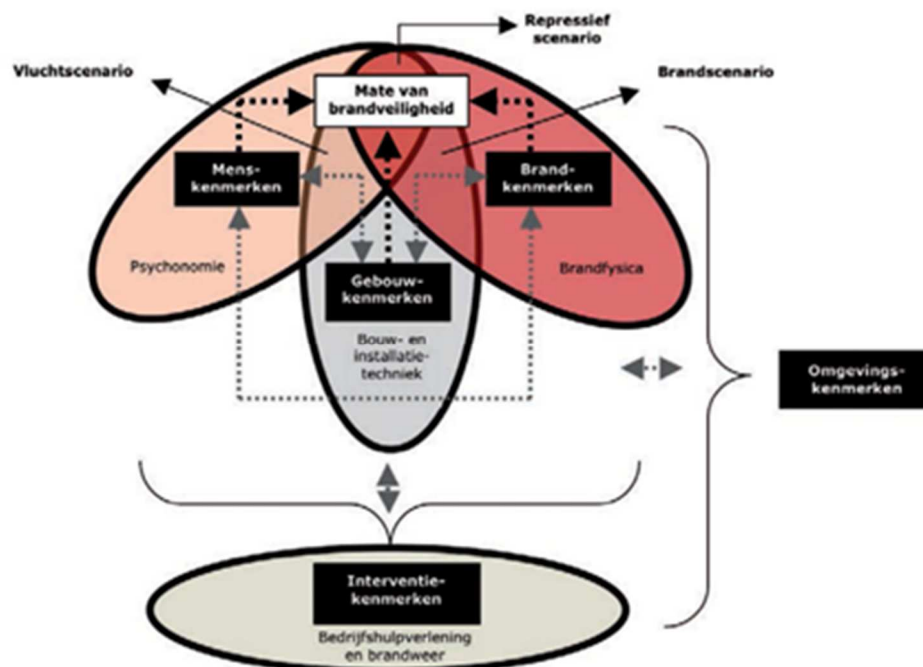 Repressief
scenario
Vluchtscenario
Brandscenario
Mate van
brandveiligheid
Mens-
kenmerken
Brand-
kenmerken
Psychonomie
Brandfysica
Gebouw-
kenmerken
Bouw- en
installatie-
techniek
Omgevings-
kenmerken
Interventie-
kenmerken
Bedrijfshulpverlening
en brandweer